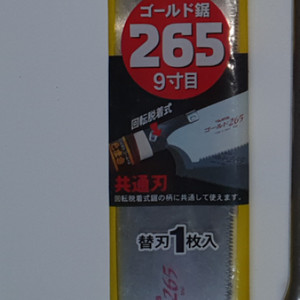 ゴールド鋸
265
9寸目
回転脱着式
ゴールド265
共通刃
回転脱着式鋸の柄に共通して使えます。
替刃1枚入
265